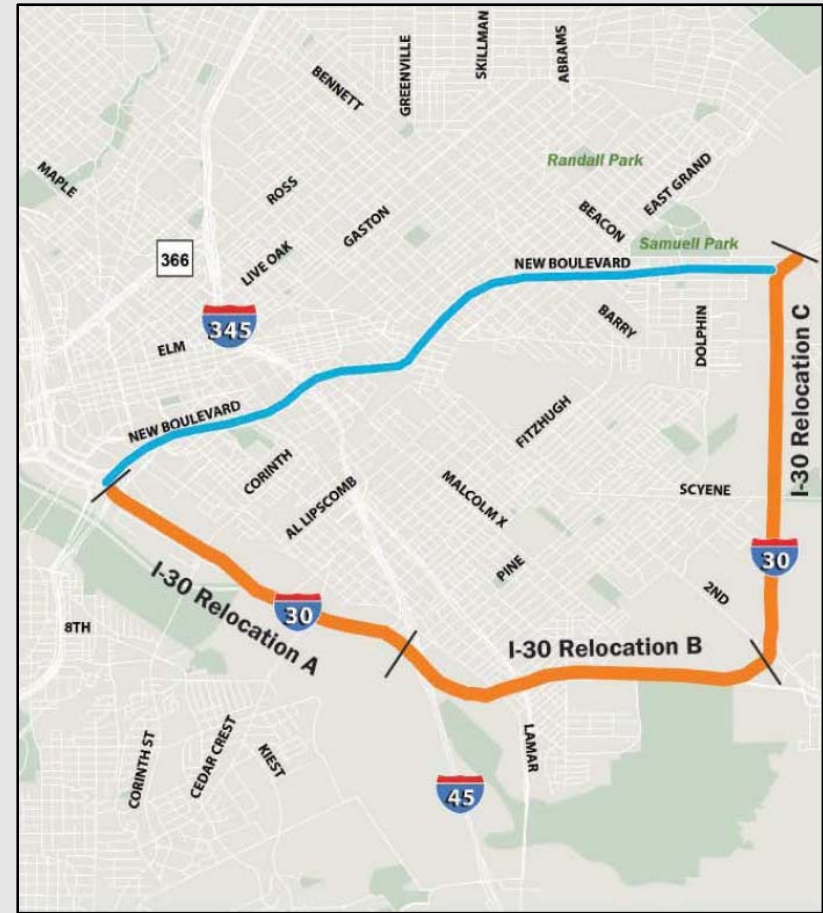 GREENVILLE
SKILLMAN
ABRAMS
BENNETT
MAPLE
Randall Park
ROSS
EAST GRAND
BEACON
GASTON
Samuell Park
366
LIVE OAK
NEW BOULEVARD
345
BARRY
DOLPHIN
ELM
I-30 Relocation C
NEW BOULEVARD
FITZHUGH
CORINTH
MALCOLM X
SCYENE
AL LIPSCOMB
30
PINE
2ND
I-30 Relocation A
30
8TH
I-30 Relocation B
LAMAR
CORINTH ST
CEDAR CREST
KIEST
45